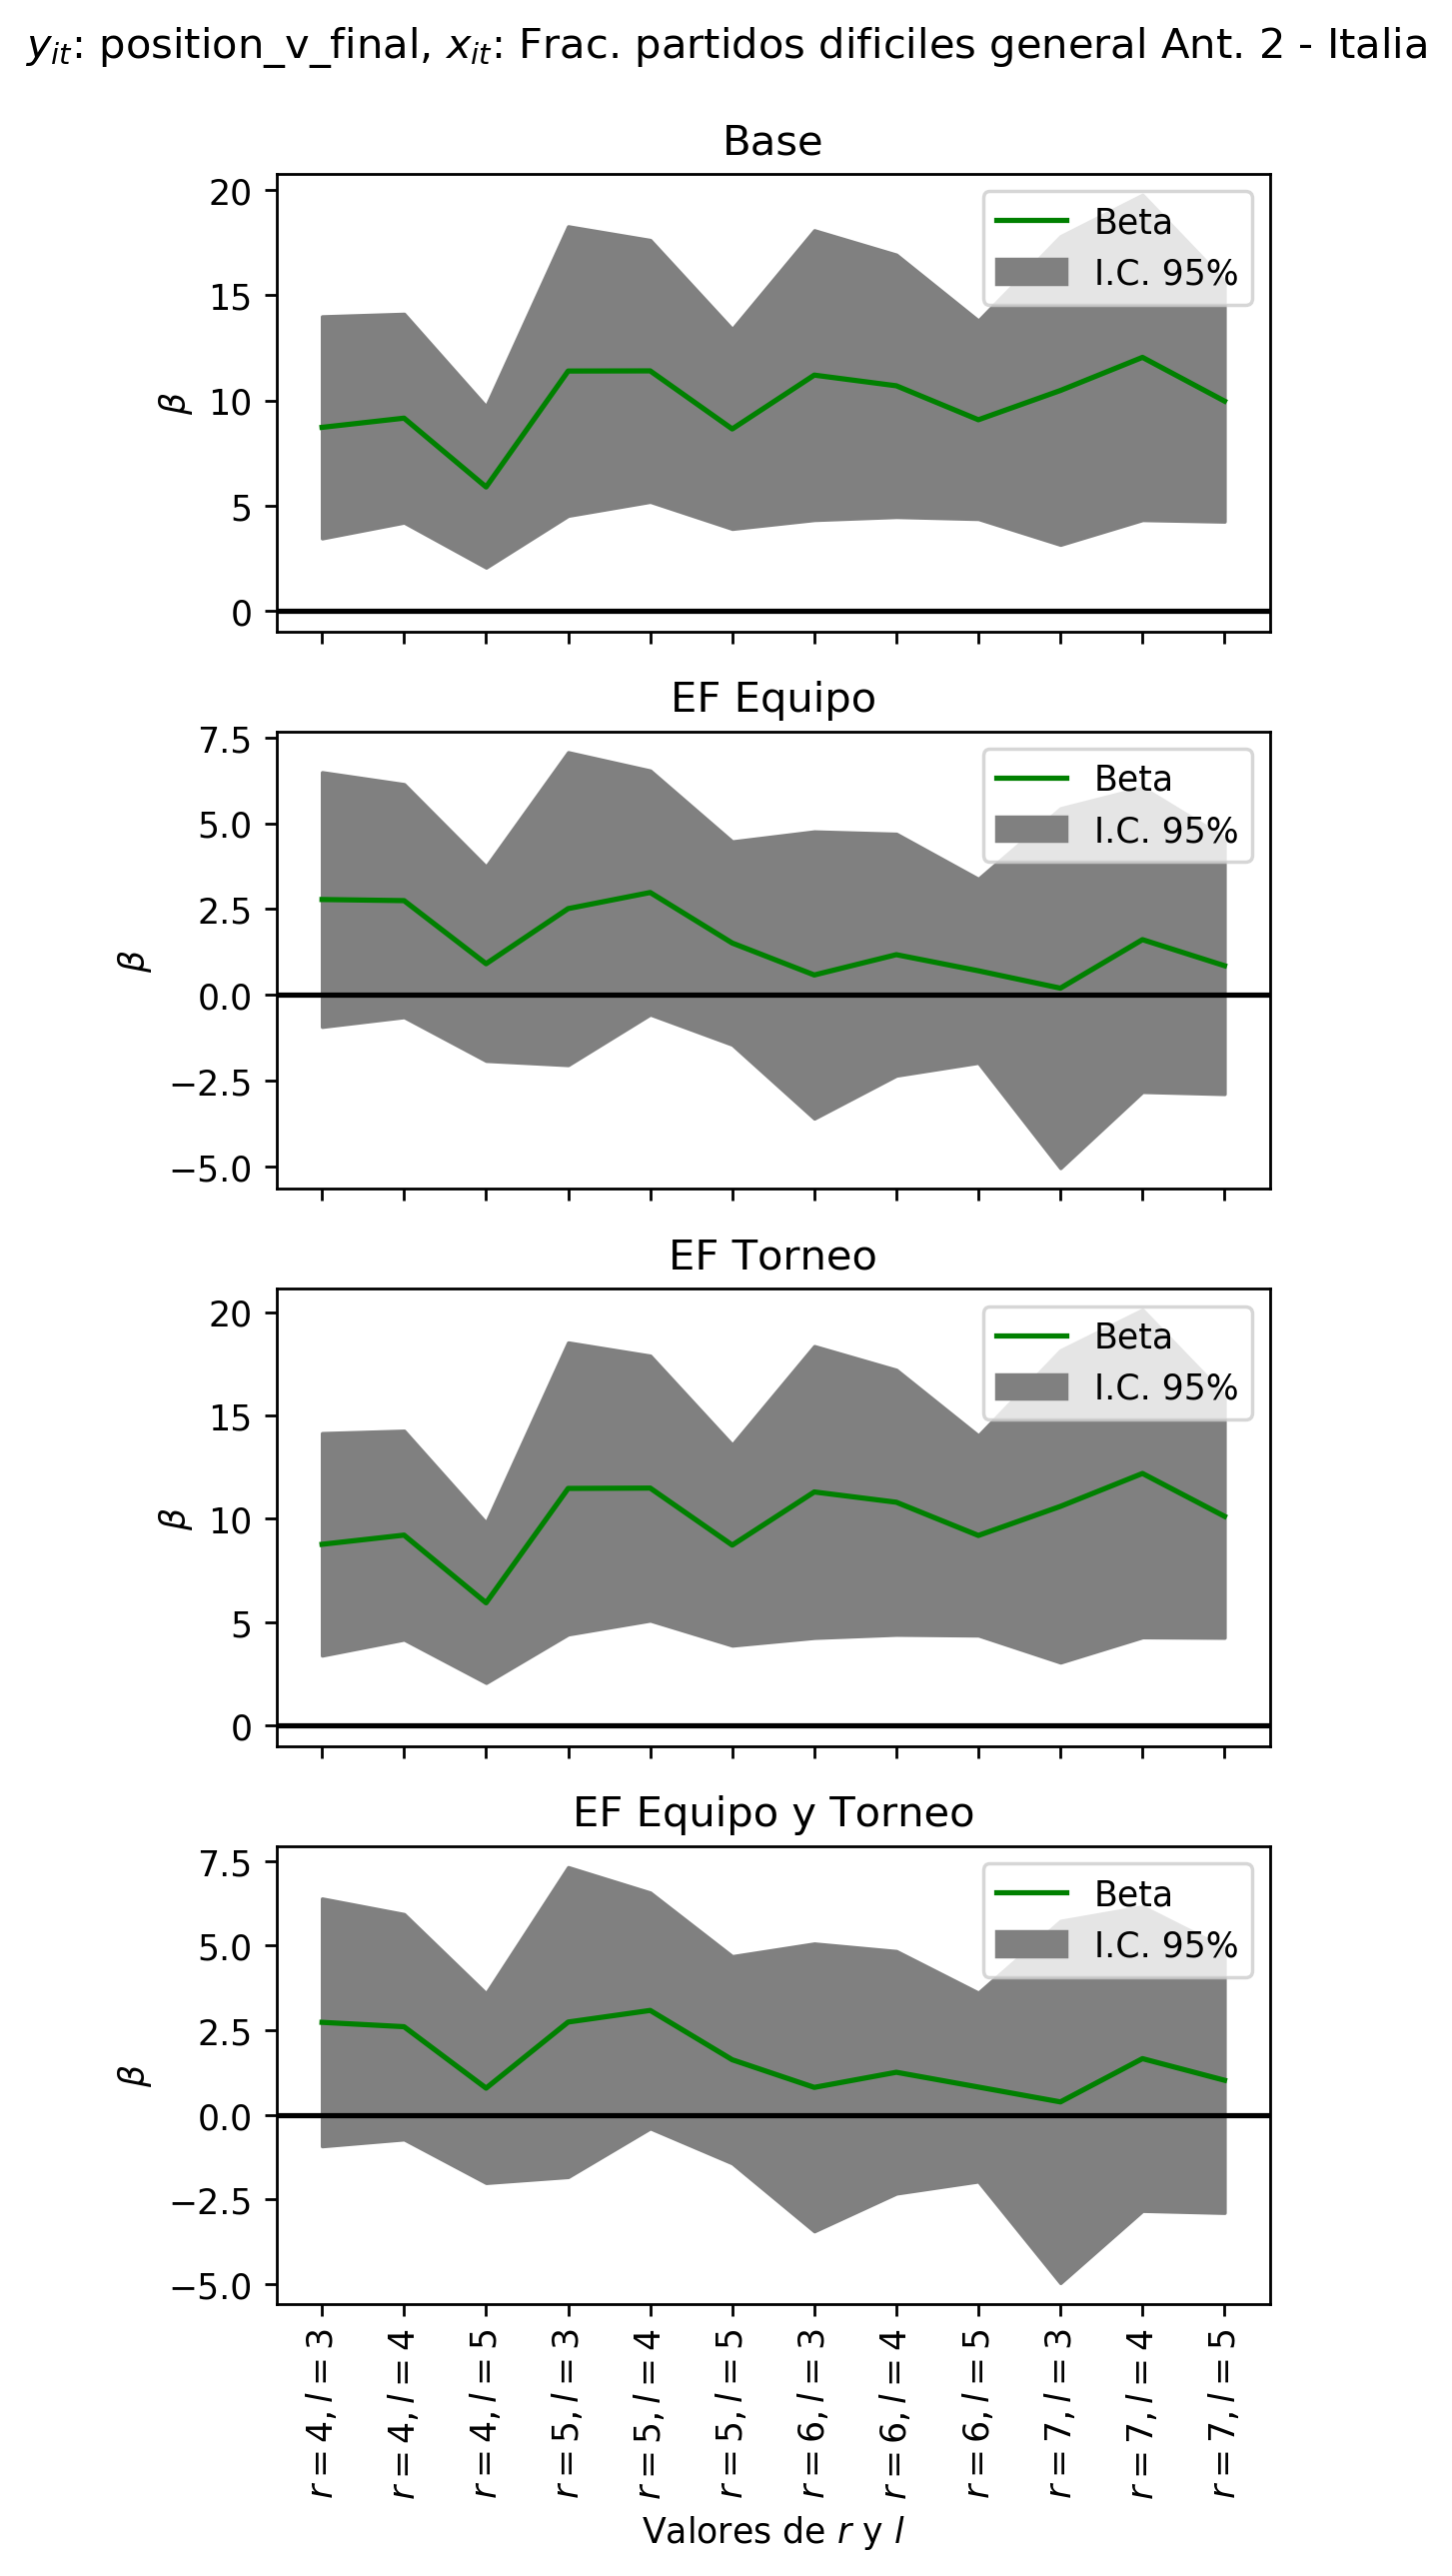 y_it: position_v_final, x_it: Frac. partidos dificiles general Ant. 2 - Italia
Base
20
15
10
5
0
β
Beta
I.C. 95%
EF Equipo
7.5
5.0
2.5
0.0
−2.5
−5.0
β
Beta
I.C. 95%
EF Torneo
20
15
10
5
0
β
Beta
I.C. 95%
EF Equipo y Torneo
7.5
5.0
2.5
0.0
−2.5
−5.0
β
Beta
I.C. 95%
r = 4, l = 3
r = 4, l = 4
r = 4, l = 5
r = 5, l = 3
r = 5, l = 4
r = 5, l = 5
r = 6, l = 3
r = 6, l = 4
r = 6, l = 5
r = 7, l = 3
r = 7, l = 4
r = 7, l = 5
Valores de r y l